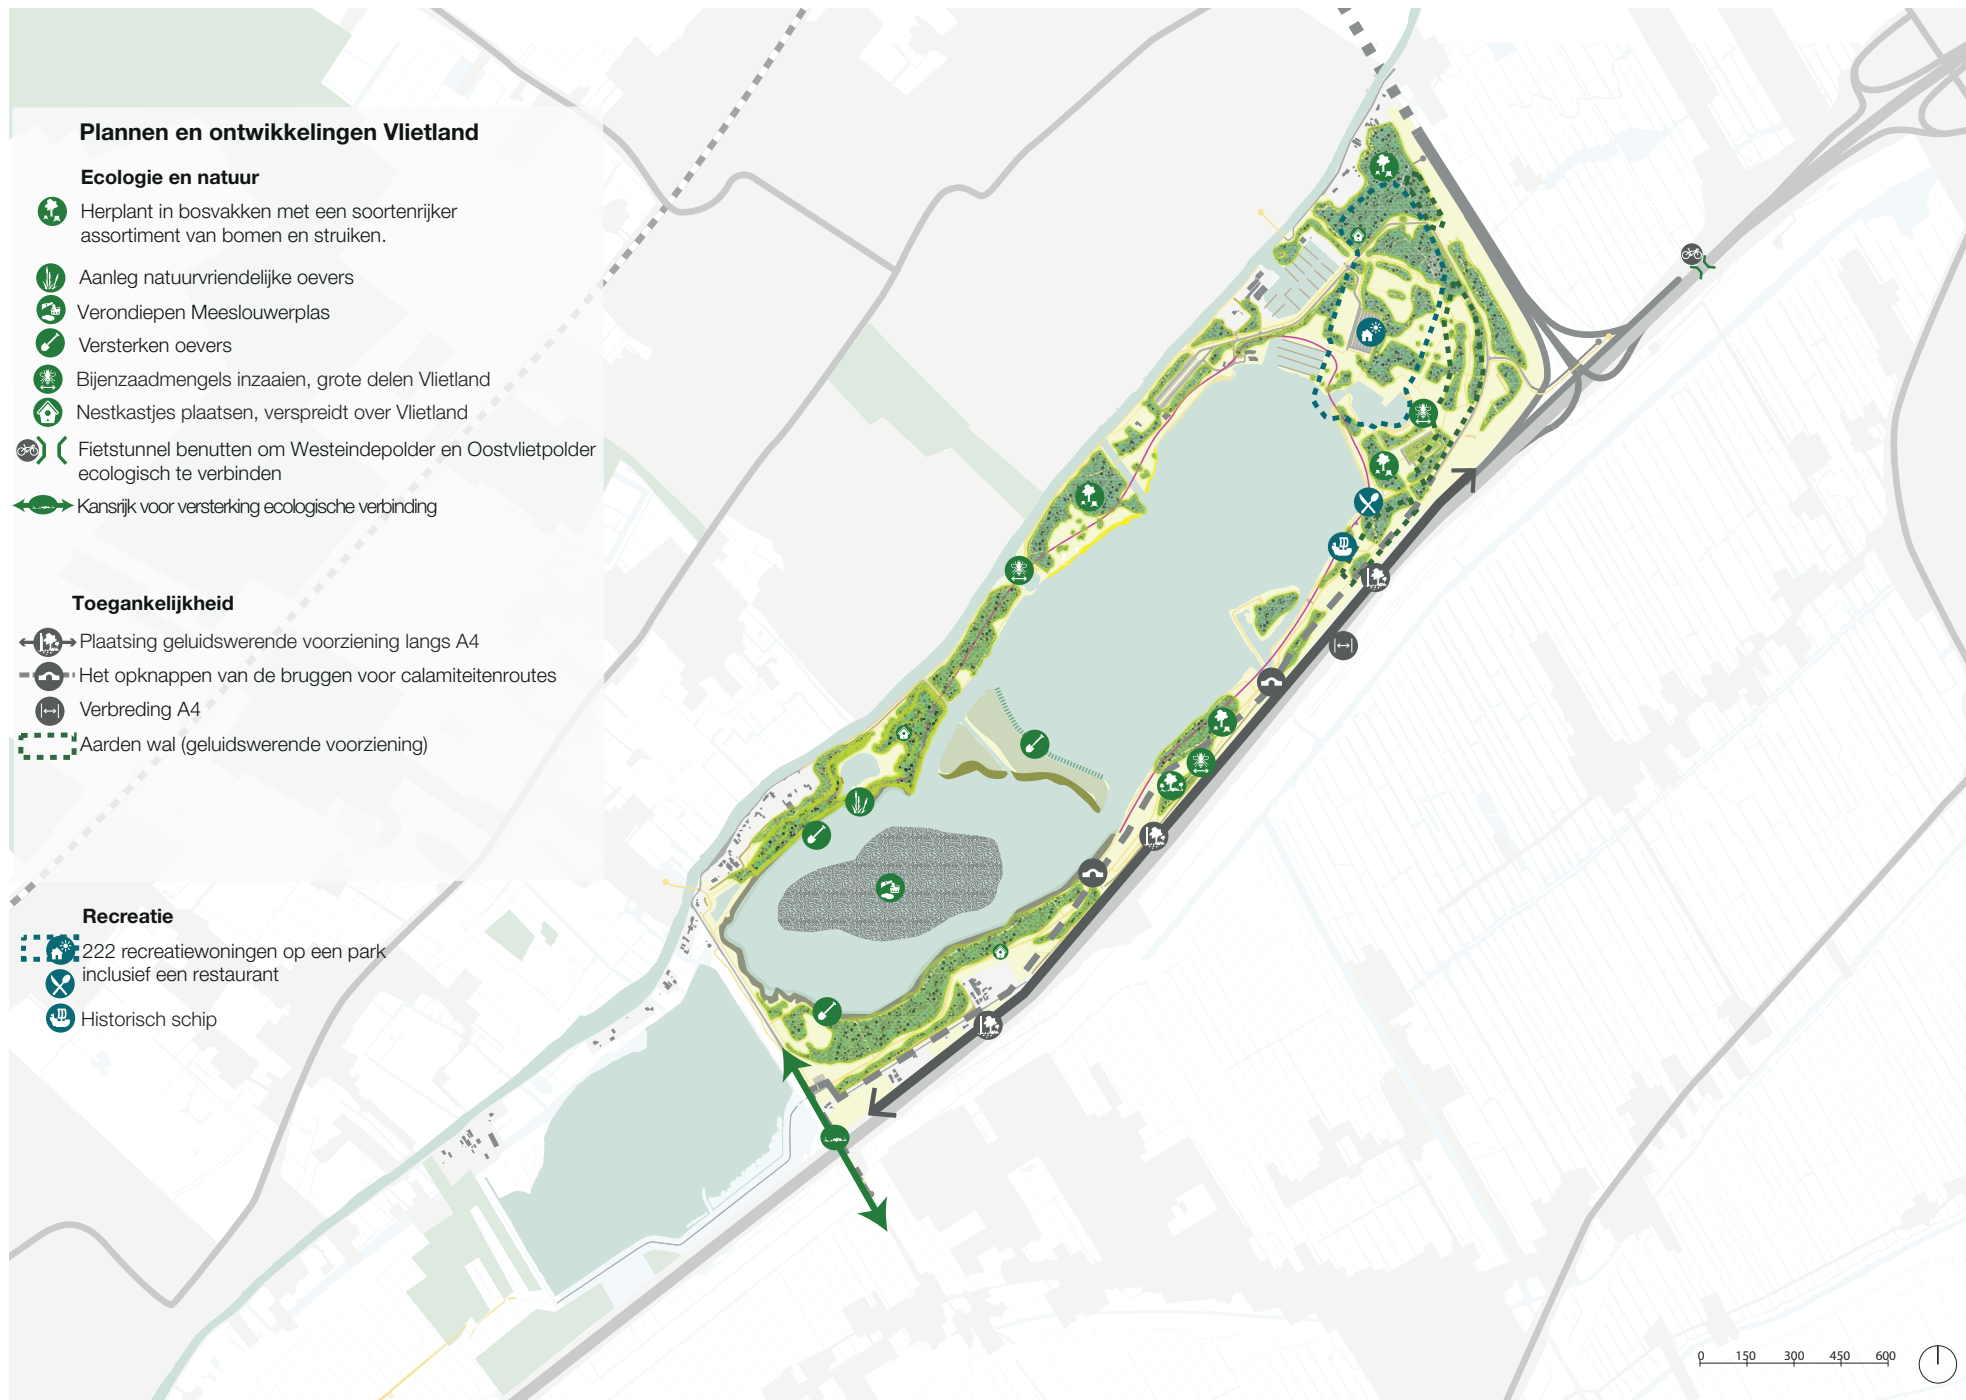 Plannen en ontwikkelingen Vlietland
Ecologie en natuur
Herplant in bosvakken met een soortenrijker
assortiment van bomen en struiken.
Aanleg natuurvriendelijke oevers
Verondiepen Meeslouwerplas
Versterken oevers
Bijenzaadmengels inzaaien, grote delen Vlietland
Nestkastjes plaatsen, verspreidt over Vlietland
Fietstunnel benutten om Westeindepolder en Oostvlietpolder
ecologisch te verbinden
Kansrijk voor versterking ecologische verbinding
Toegankelijkheid
Plaatsing geluidswerende voorziening langs A4
Het opknappen van de bruggen voor calamiteitenroutes
Verbreding A4
Aarden wal (geluidswerende voorziening)
Recreatie
222 recreatiewoningen op een park
inclusief een restaurant
Historisch schip
0 150 300 450 600